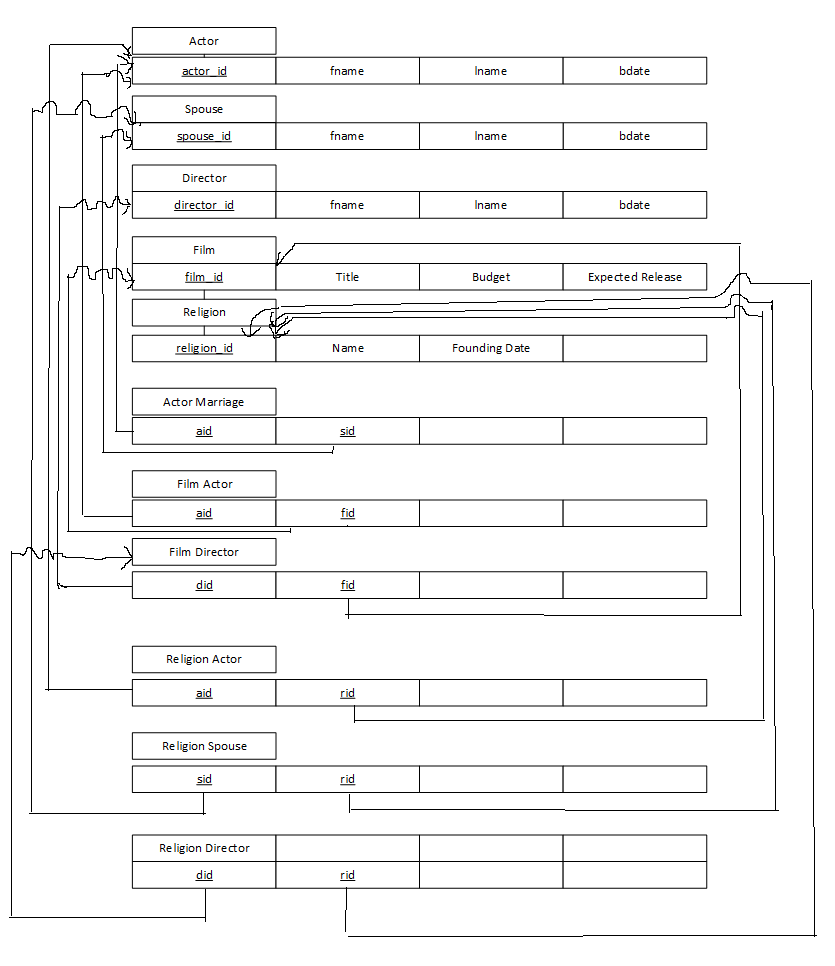 Actor
actor_id fname lname bdate
Spouse
spouse_id fname lname bdate
Director
director_id fname lname bdate
Film
film_id Title Budget Expected Release
Religion
religion_id Name Founding Date
Actor Marriage
aid sid
Film Actor
aid fid
Film Director
did fid
Religion Actor
aid rid
Religion Spouse
sid rid
Religion Director
did rid